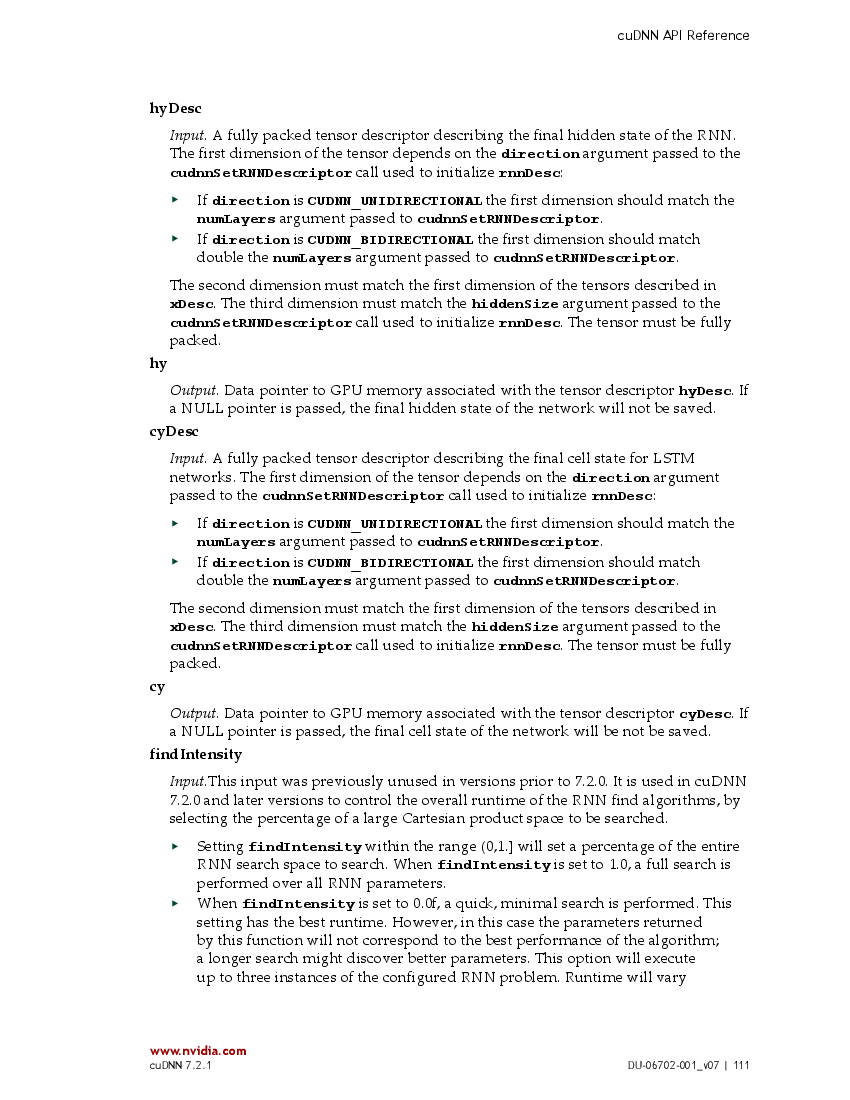 cuDNN API Reference
hyDesc
Input. A fully packed tensor descriptor describing the final hidden state of the RNN.
The first dimension of the tensor depends on the direction argument passed to the
cudnnSetRNNDescriptor call used to initialize rnnDesc:
▸ If direction is CUDNN_UNIDIRECTIONAL the first dimension should match the
numLayers argument passed to cudnnSetRNNDescriptor.
▸ If direction is CUDNN_BIDIRECTIONAL the first dimension should match
double the numLayers argument passed to cudnnSetRNNDescriptor.
The second dimension must match the first dimension of the tensors described in
xDesc. The third dimension must match the hiddenSize argument passed to the
cudnnSetRNNDescriptor call used to initialize rnnDesc. The tensor must be fully
packed.
hy
Output. Data pointer to GPU memory associated with the tensor descriptor hyDesc. If
a NULL pointer is passed, the final hidden state of the network will not be saved.
cyDesc
Input. A fully packed tensor descriptor describing the final cell state for LSTM
networks. The first dimension of the tensor depends on the direction argument
passed to the cudnnSetRNNDescriptor call used to initialize rnnDesc:
▸ If direction is CUDNN_UNIDIRECTIONAL the first dimension should match the
numLayers argument passed to cudnnSetRNNDescriptor.
▸ If direction is CUDNN_BIDIRECTIONAL the first dimension should match
double the numLayers argument passed to cudnnSetRNNDescriptor.
The second dimension must match the first dimension of the tensors described in
xDesc. The third dimension must match the hiddenSize argument passed to the
cudnnSetRNNDescriptor call used to initialize rnnDesc. The tensor must be fully
packed.
cy
Output. Data pointer to GPU memory associated with the tensor descriptor cyDesc. If
a NULL pointer is passed, the final cell state of the network will be not be saved.
findIntensity
Input.This input was previously unused in versions prior to 7.2.0. It is used in cuDNN
7.2.0 and later versions to control the overall runtime of the RNN find algorithms, by
selecting the percentage of a large Cartesian product space to be searched.
▸ Setting findIntensity within the range (0,1.] will set a percentage of the entire
RNN search space to search. When findIntensity is set to 1.0, a full search is
performed over all RNN parameters.
▸ When findIntensity is set to 0.0f, a quick, minimal search is performed. This
setting has the best runtime. However, in this case the parameters returned
by this function will not correspond to the best performance of the algorithm;
a longer search might discover better parameters. This option will execute
up to three instances of the configured RNN problem. Runtime will vary
www.nvidia.com
cuDNN 7.2.1 DU-06702-001_v07 | 111